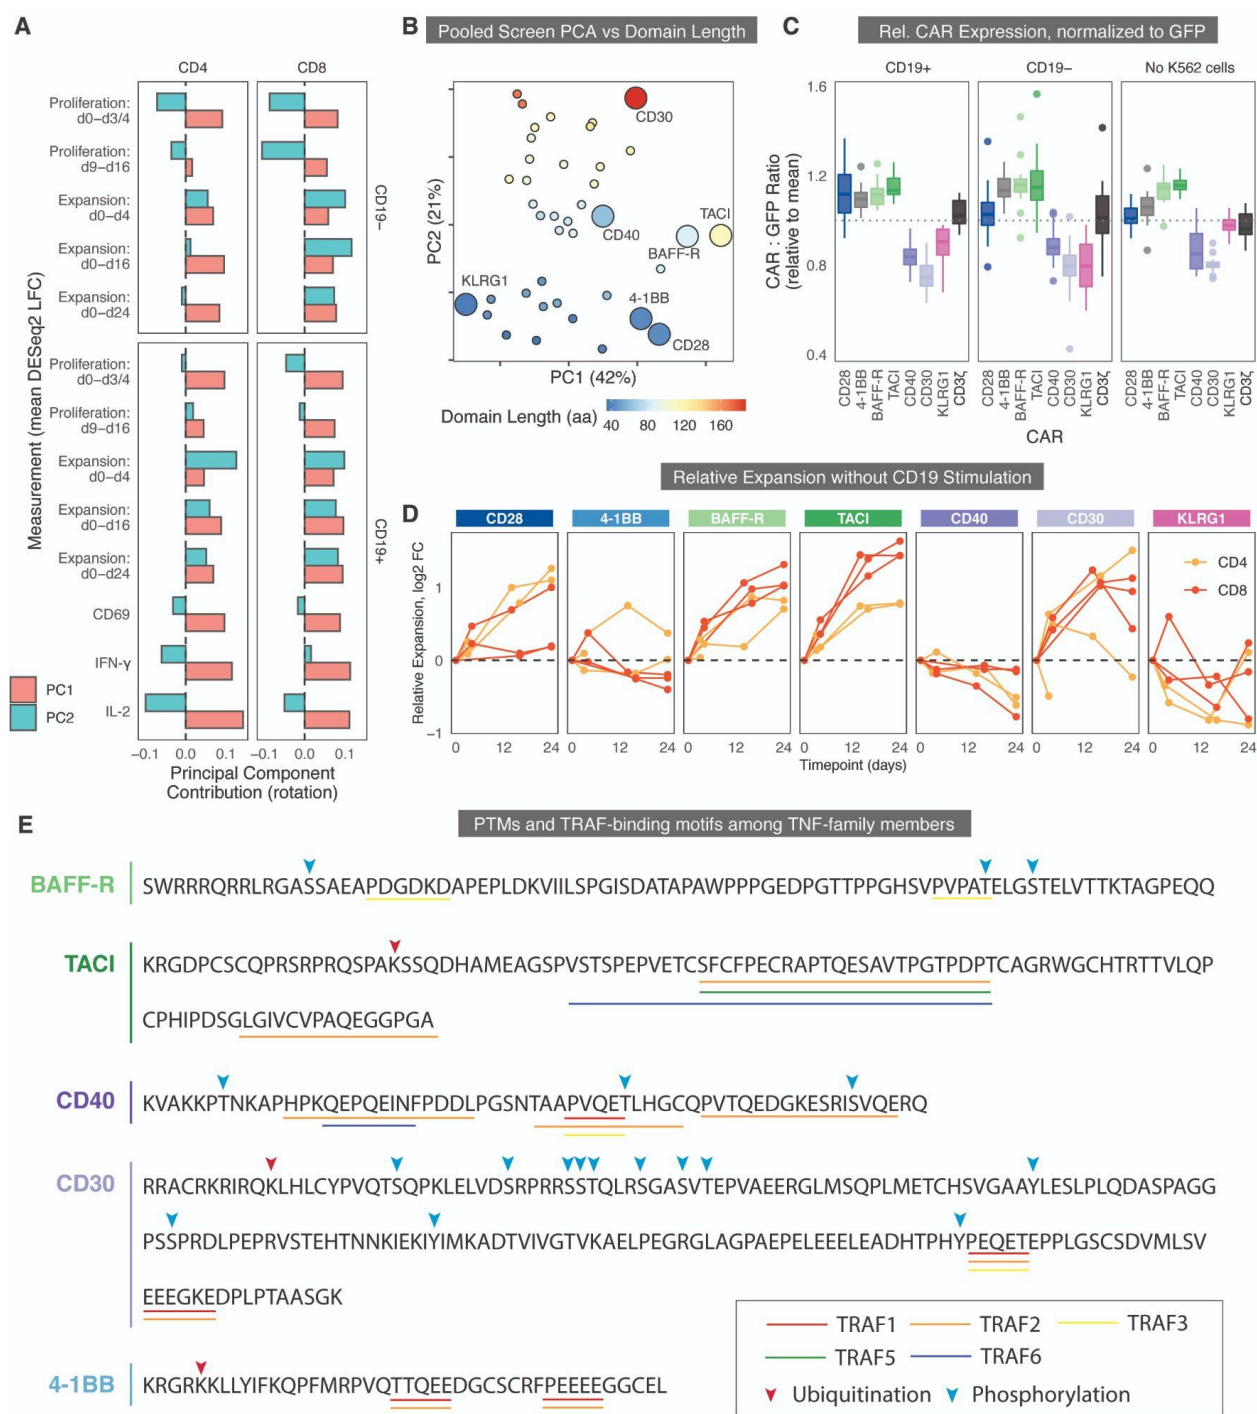 A
CD4
CD8
Measurement (mean DESeq2 LFC)
Proliferation:
d0–d3/4
Proliferation:
d9–d16
Expansion:
d0–d4
Expansion:
d0–d16
Expansion:
d0–d24
CD19–
Proliferation:
d0–d3/4
Proliferation:
d9–d16
Expansion:
d0–d4
Expansion:
d0–d16
Expansion:
d0–d24
CD69
IFN-γ
IL-2
CD19+
PC1
PC2
−0.1 0.0 0.1 −0.1 0.0 0.1
Principal Component
Contribution (rotation)
B
Pooled Screen PCA vs Domain Length
PC2 (21%)
CD30
TACI
CD40
BAFF-R
KLRG1
4-1BB
CD28
PC1 (42%)
Domain Length (aa)
40 80 120 160
C
Rel. CAR Expression, normalized to GFP
CD19+
CD19–
No K562 cells
CAR : GFP Ratio
(relative to mean)
1.6
1.2
0.8
0.4
CD28 4-1BB BAFF-R TACI CD40 CD30 KLRG1 CD3ζ
CD28 4-1BB BAFF-R TACI CD40 CD30 KLRG1 CD3ζ
CD28 4-1BB BAFF-R TACI CD40 CD30 KLRG1 CD3ζ
CAR
Relative Expansion without CD19 Stimulation
D
CD28 4-1BB BAFF-R TACI CD40 CD30 KLRG1
Relative Expansion, log2 FC
1
0
−1
CD4
CD8
0 12 24 0 12 24 0 12 24 0 12 24 0 12 24 0 12 24 0 12 24
Timepoint (days)
E
PTMs and TRAF-binding motifs among TNF-family members
BAFF-R
SWRRRQRRLRGASSAEAPDGDKDAPEPLDKVIILSPGISDATAPAWPPPGEDPGTTPPGHSVPVPATELGSTELVTTKTAGPEQQ
TACI
KRGDPCSCQPRSRPRQSPAKSSQDHAMEAGSPVSTSPEPVETCSFCFPECRAPTQESAVTPGTPDPTCAGRWGCHTRTTVLQP
CPHIPDSGLGIVCVPAQEGGPGA
CD40
KVAKKPTNKAPHPKQEPQEINFPDDLPGSNTAAPVQETLHGCQPVTQEDGKESRISVQERQ
CD30
RRACRKRIRQKLHLCYPVQTSQPKLELVDSRPRRSSTQLRSGASVTEPVAEERGLMSQPLMETCHSVGAAYLESLPLQDASPAGG
PSSPRDLPEPRVSTEHTNNKIEKIYIMKADTVIVGTVKAELPEGRGLAGPAEPELEEELEADHTPHYPEQETEPPLGSCSDVMLSV
EEEGKEDPLPTAASGK
4-1BB
KRGRKKLLYIFKQPFMRPVQTTQEEDGCSCRFPEEEEGGCEL
TRAF1
TRAF2
TRAF3
TRAF5
TRAF6
Ubiquitination
Phosphorylation